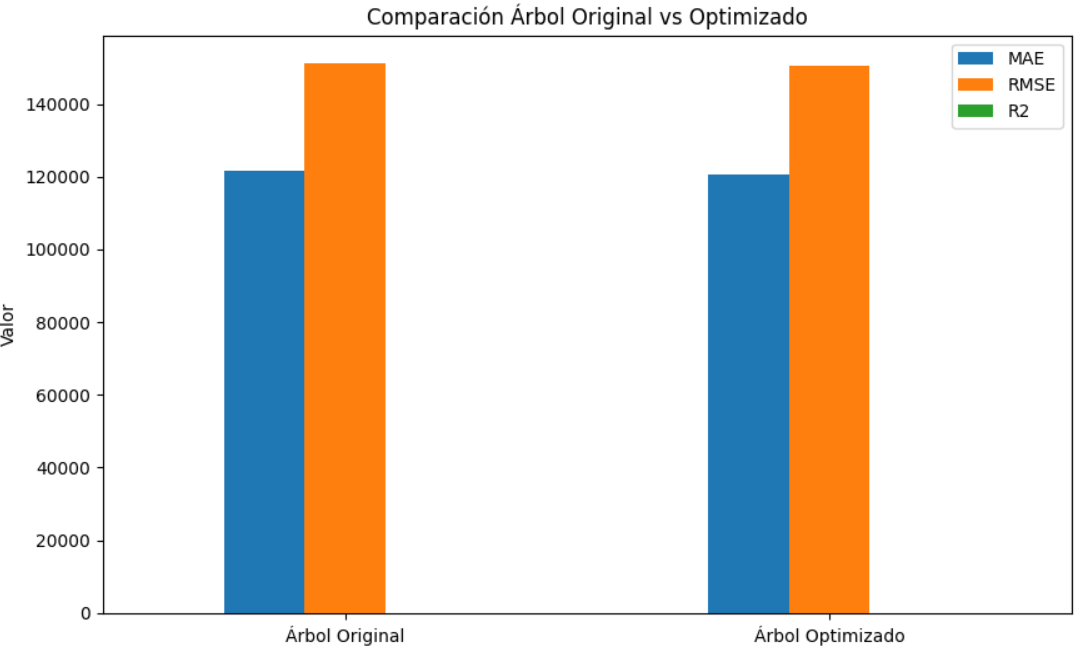 Comparación Árbol Original vs Optimizado
MAE
RMSE
R2
140000
120000
100000
80000
60000
40000
20000
0
Valor
Árbol Original
Árbol Optimizado